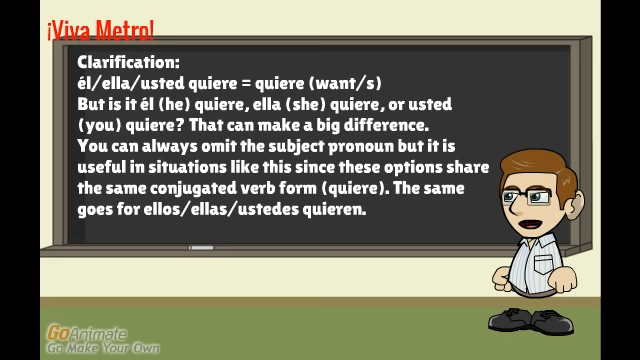 ¡Viva Metro!
Clarification:
él/ella/usted quiere = quiere (want/s)
But is it él (he) quiere, ella (she) quiere, or usted
(you) quiere? That can make a big difference.
You can always omit the subject pronoun but it is
useful in situations like this since these options share
the same conjugated verb form (quiere). The same
goes for ellos/ellas/ustedes quieren.
GoAnimate
Go Make Your Own